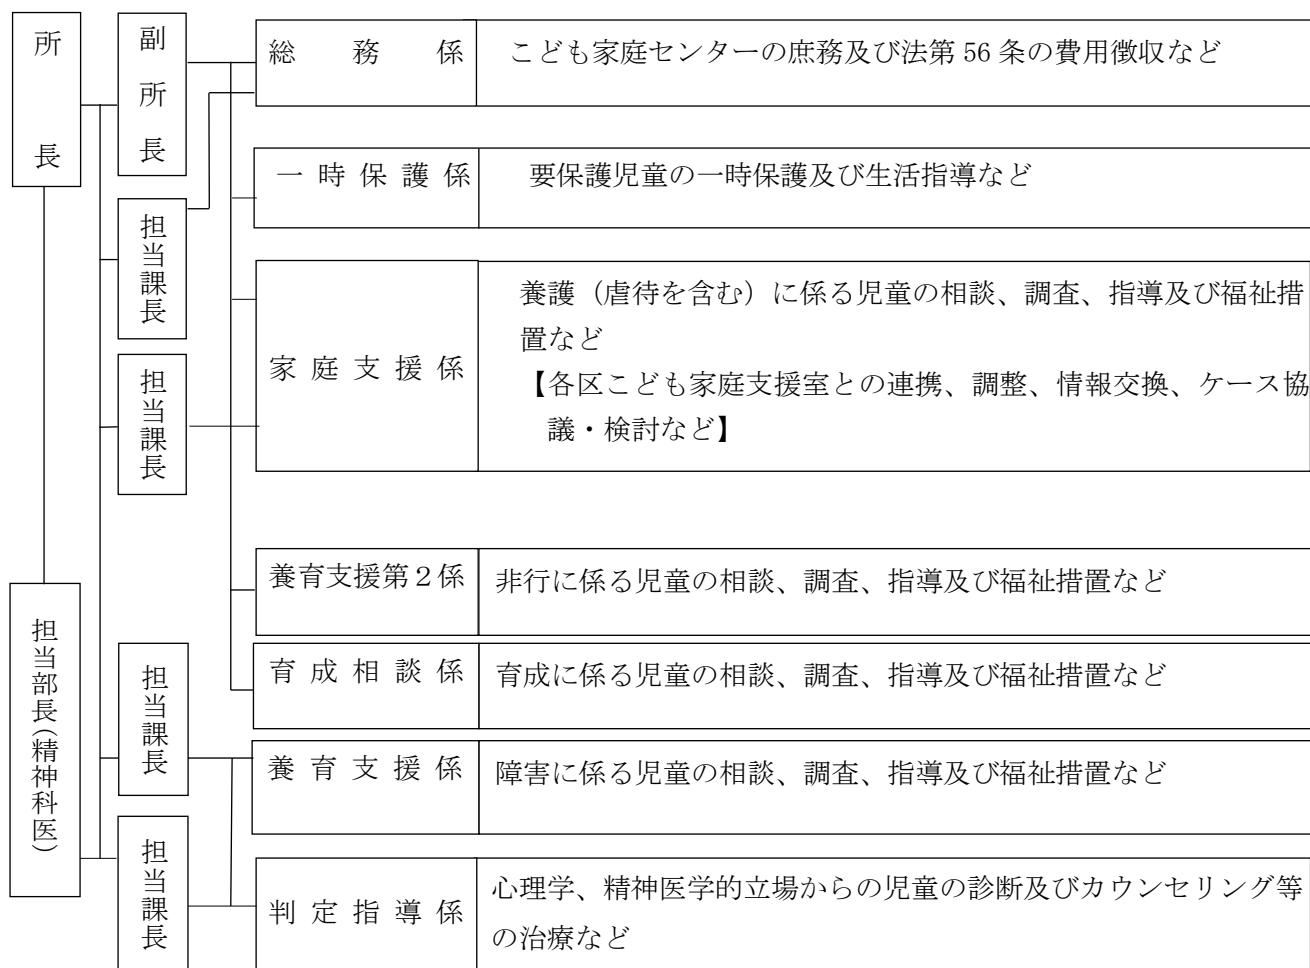 所長
副所長
総務係
こども家庭センターの庶務及び法第 56 条の費用徴収など
一時保護係
要保護児童の一時保護及び生活指導など
担当課長
家庭支援係
養護（虐待を含む）に係る児童の相談、調査、指導及び福祉措
置など
【各区こども家庭支援室との連携、調整、情報交換、ケース協
議・検討など】
担当課長
養育支援第２係
非行に係る児童の相談、調査、指導及び福祉措置など
担当部長（精神科医）
担当課長
育成相談係
育成に係る児童の相談、調査、指導及び福祉措置など
養育支援係
障害に係る児童の相談、調査、指導及び福祉措置など
担当課長
判定指導係
心理学、精神医学的立場からの児童の診断及びカウンセリング等
の治療など